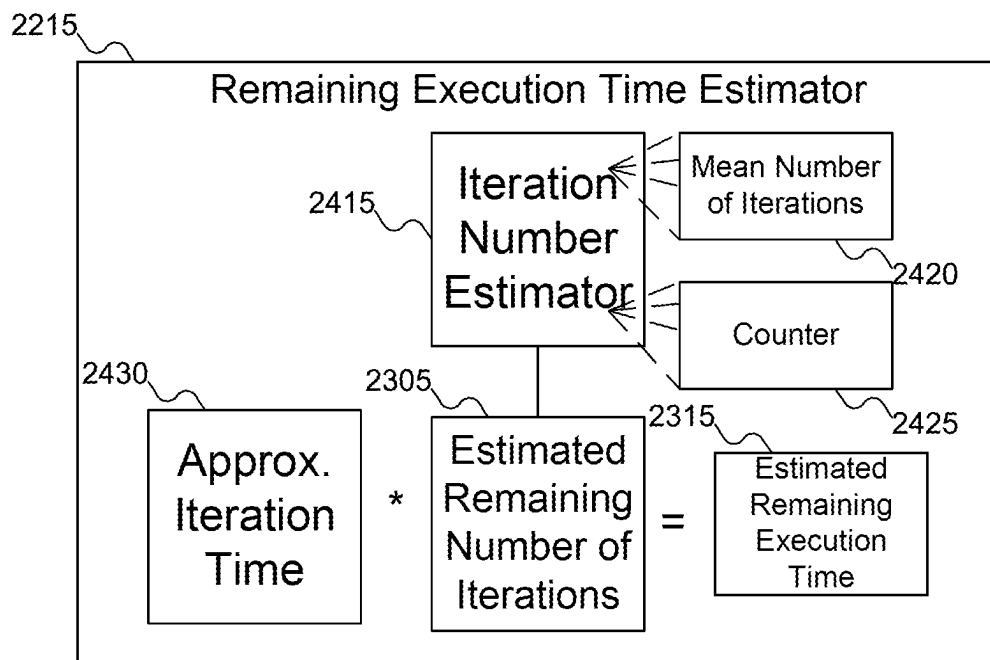 2215
Remaining Execution Time Estimator
2415
Iteration
Number
Estimator
Mean Number
of Iterations
2420
Counter
2425
2430
Approx.
Iteration
Time
*
2305
Estimated
Remaining
Number of
Iterations
=
2315
Estimated
Remaining
Execution
Time